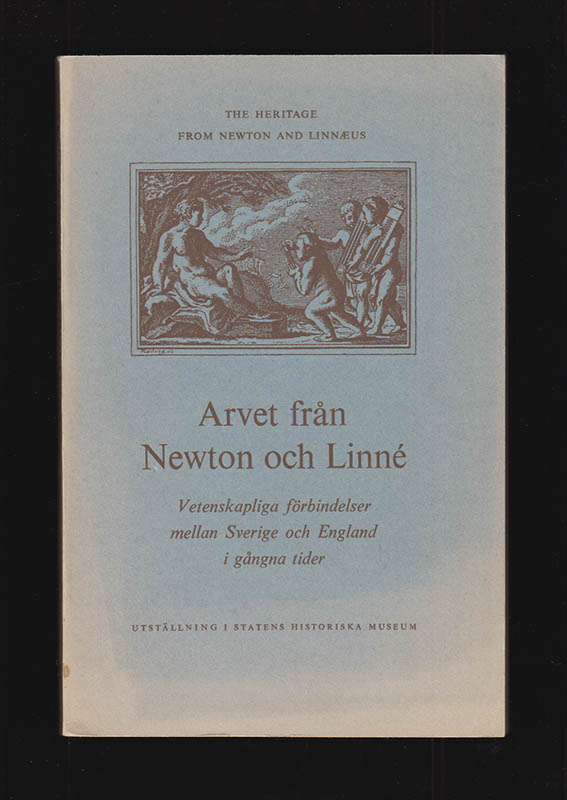 THE HERITAGE
FROM NEWTON AND LINNÆUS
Arvet från
Newton och Linné
Vetenskapliga förbindelser
mellan Sverige och England
i gångna tider
UTSTÄLLNING I STATENS HISTORISKA MUSEUM